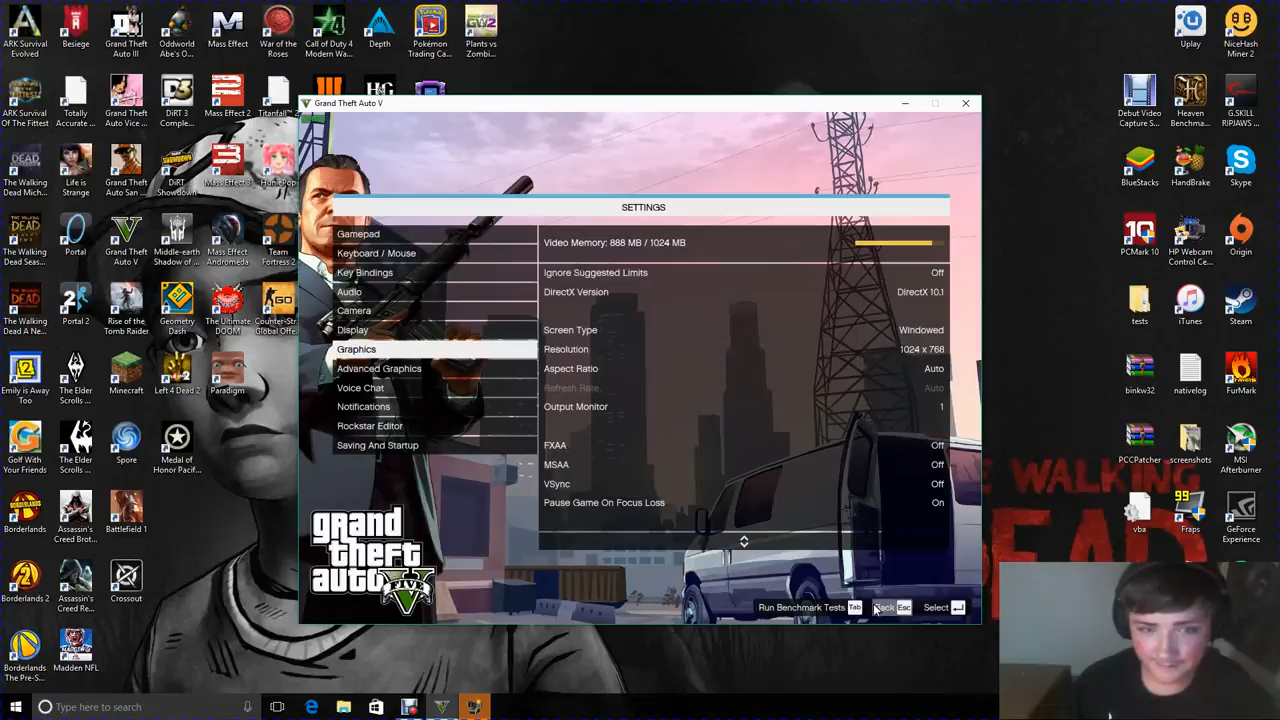 ARK Survival Evolved
Besiege
Grand Theft Auto III
Oddworld Abe's O...
Mass Effect
War of the Roses
Call of Duty 4 Modern Wa...
Depth
Pokémon Trading Ca...
Plants vs Zombi...
Uplay
NiceHash Miner 2
ARK Survival Of The Fittest
Totally Accurate ...
Grand Theft Auto Vice ...
DiRT 3 Comple...
Mass Effect 2
Titanfall™ 2
Debut Video Capture S...
Heaven Benchma...
G.SKILL RIPJAWS ...
Grand Theft Auto V
The Walking Dead Mich...
Life is Strange
Grand Theft Auto San ...
DiRT Showdown
Mass Effect 3
HuniePop
BlueStacks
HandBrake
Skype
SETTINGS
Gamepad
Keyboard / Mouse
Key Bindings
Audio
Camera
Display
Graphics
Advanced Graphics
Voice Chat
Notifications
Rockstar Editor
Saving And Startup
Video Memory: 888 MB / 1024 MB
Ignore Suggested Limits Off
DirectX Version DirectX 10.1
Screen Type Windowed
Resolution 1024 x 768
Aspect Ratio Auto
Refresh Rate Auto
Output Monitor 1
FXAA Off
MSAA Off
VSync Off
Pause Game On Focus Loss On
The Walking Dead Seas...
Portal
Grand Theft Auto V
Middle-earth Shadow of ...
Mass Effect Andromeda
Team Fortress 2
PCMark 10
HP Webcam Control Ce...
Origin
The Walking Dead A Ne...
Portal 2
Rise of the Tomb Raider
Geometry Dash
The Ultimate DOOM
Counter-Str... Global Offe...
tests
iTunes
Steam
Emily is Away Too
The Elder Scrolls ...
Minecraft
Left 4 Dead 2
Paradigm
binkw32
nativelog
FurMark
Golf With Your Friends
The Elder Scrolls ...
Spore
Medal of Honor Pacif...
PCCPatcher
screenshots
MSI Afterburner
Borderlands
Assassin's Creed Bro...
Battlefield 1
vba
Fraps
GeForce Experience
Borderlands 2
Assassin's Creed Re...
Crossout
Borderlands The Pre-S...
Madden NFL
grand
theft
auto
FIVE
Run Benchmark Tests Tab
Back Esc
Select
THE WALKING
DEAD
Type here to search